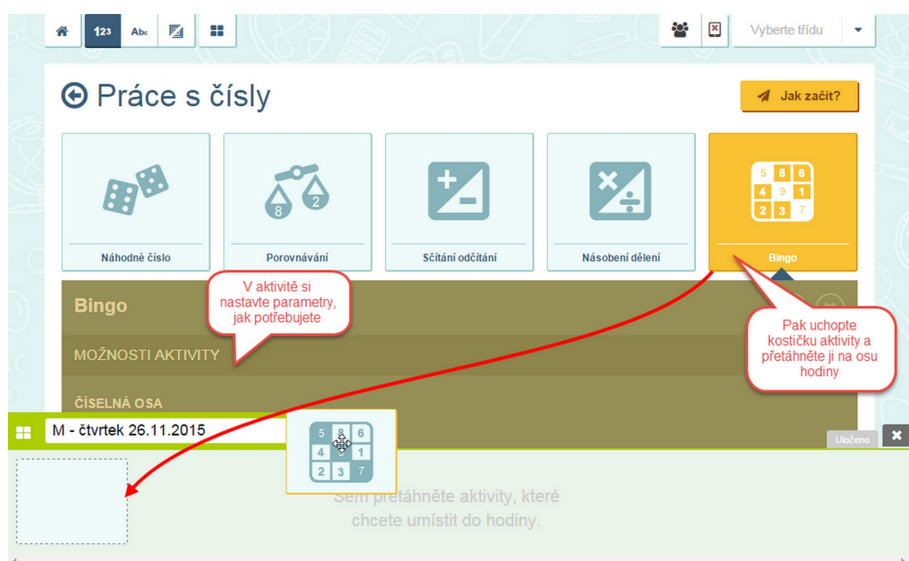 123
Abc
Vyberte třídu
Práce s čísly
Jak začít?
8
2
5 8 6
4 9 1
2 3 7
Náhodné číslo
Porovnávání
Sčítání odčítání
Násobení dělení
Bingo
V aktivitě si
nastavte parametry,
jak potřebujete
Bingo
Pak uchopte
kostičku aktivity a
přetáhněte ji na osu
hodiny
MOŽNOSTI AKTIVITY
ČÍSELNÁ OSA
M - čtvrtek 26.11.2015
Uloženo
5 8 6
4 1
2 3 7
Sem přetáhněte aktivity, které
chcete umístit do hodiny.